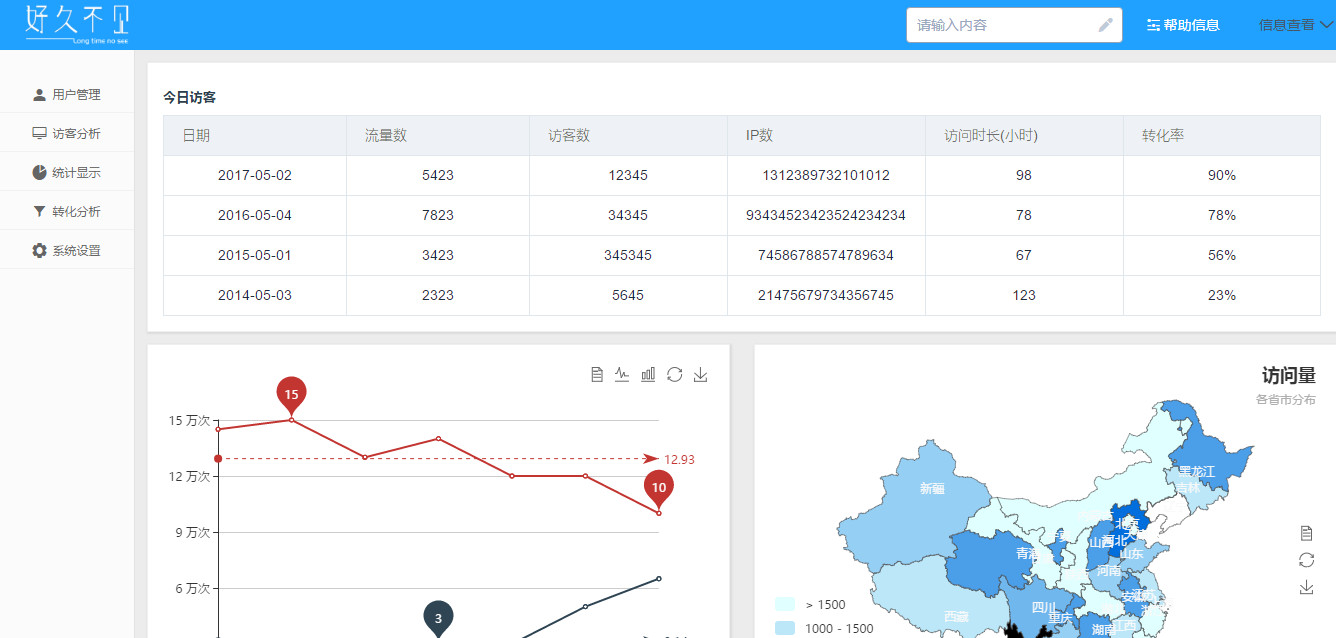 好久不见
Long time no see
请输入内容
帮助信息
信息查看
用户管理
访客分析
统计显示
转化分析
系统设置
今日访客
日期 流量数 访客数 IP数 访问时长(小时) 转化率
2017-05-02 5423 12345 1312389732101012 98 90%
2016-05-04 7823 34345 93434523423524234234 78 78%
2015-05-01 3423 345345 74586788574789634 67 56%
2014-05-03 2323 5645 21475679734356745 123 23%
15
15 万次
12.93
12 万次
10
9 万次
6 万次
3
访问量
各省市分布
黑龙江
吉林
新疆
北京
山西
河北
青海
山东
河南
西藏
四川
重庆
湖南
江西
> 1500
1000 - 1500